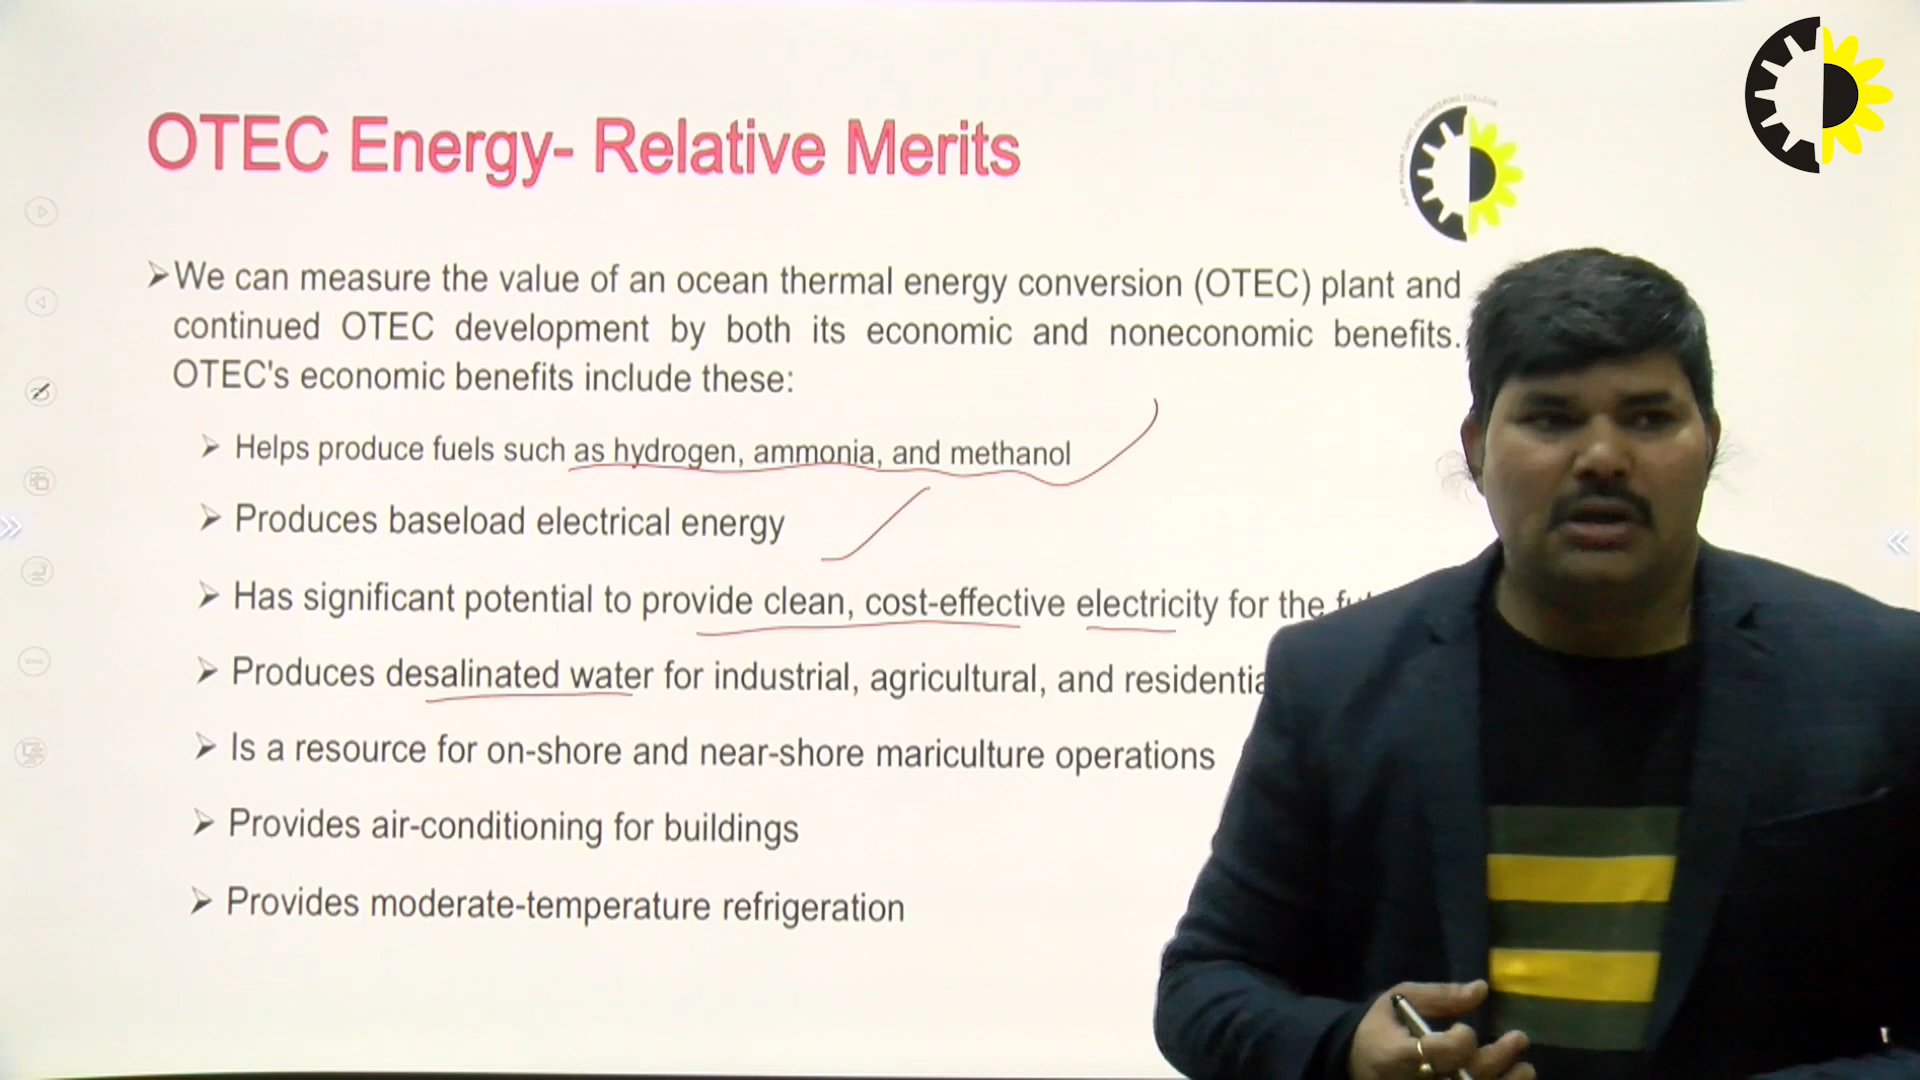 OTEC Energy- Relative Merits
We can measure the value of an ocean thermal energy conversion (OTEC) plant and
continued OTEC development by both its economic and noneconomic benefits.
OTEC's economic benefits include these:
Helps produce fuels such as hydrogen, ammonia, and methanol
Produces baseload electrical energy
Has significant potential to provide clean, cost-effective electricity for the
Produces desalinated water for industrial, agricultural, and
Is a resource for on-shore and near-shore mariculture operations
Provides air-conditioning for buildings
Provides moderate-temperature refrigeration